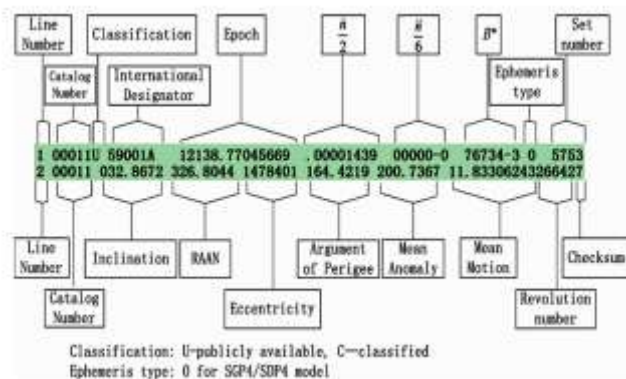 Line Number
Classification
Epoch
ṅ/2
n̈/6
B*
Set number
Catalog Number
International Designator
Ephemeris type
1 00011U 59001A 12138.77045669 .00001439 00000-0 76734-3 0 5753
2 00011 032.8672 326.8044 1478401 164.4219 200.7367 11.83306243266427
Line Number
Inclination
RAAN
Argument of Perigee
Mean Anomaly
Mean Motion
Checksum
Catalog Number
Eccentricity
Revolution number
Classification: U-publicly available, C—classified
Ephemeris type: 0 for SGP4/SDP4 model